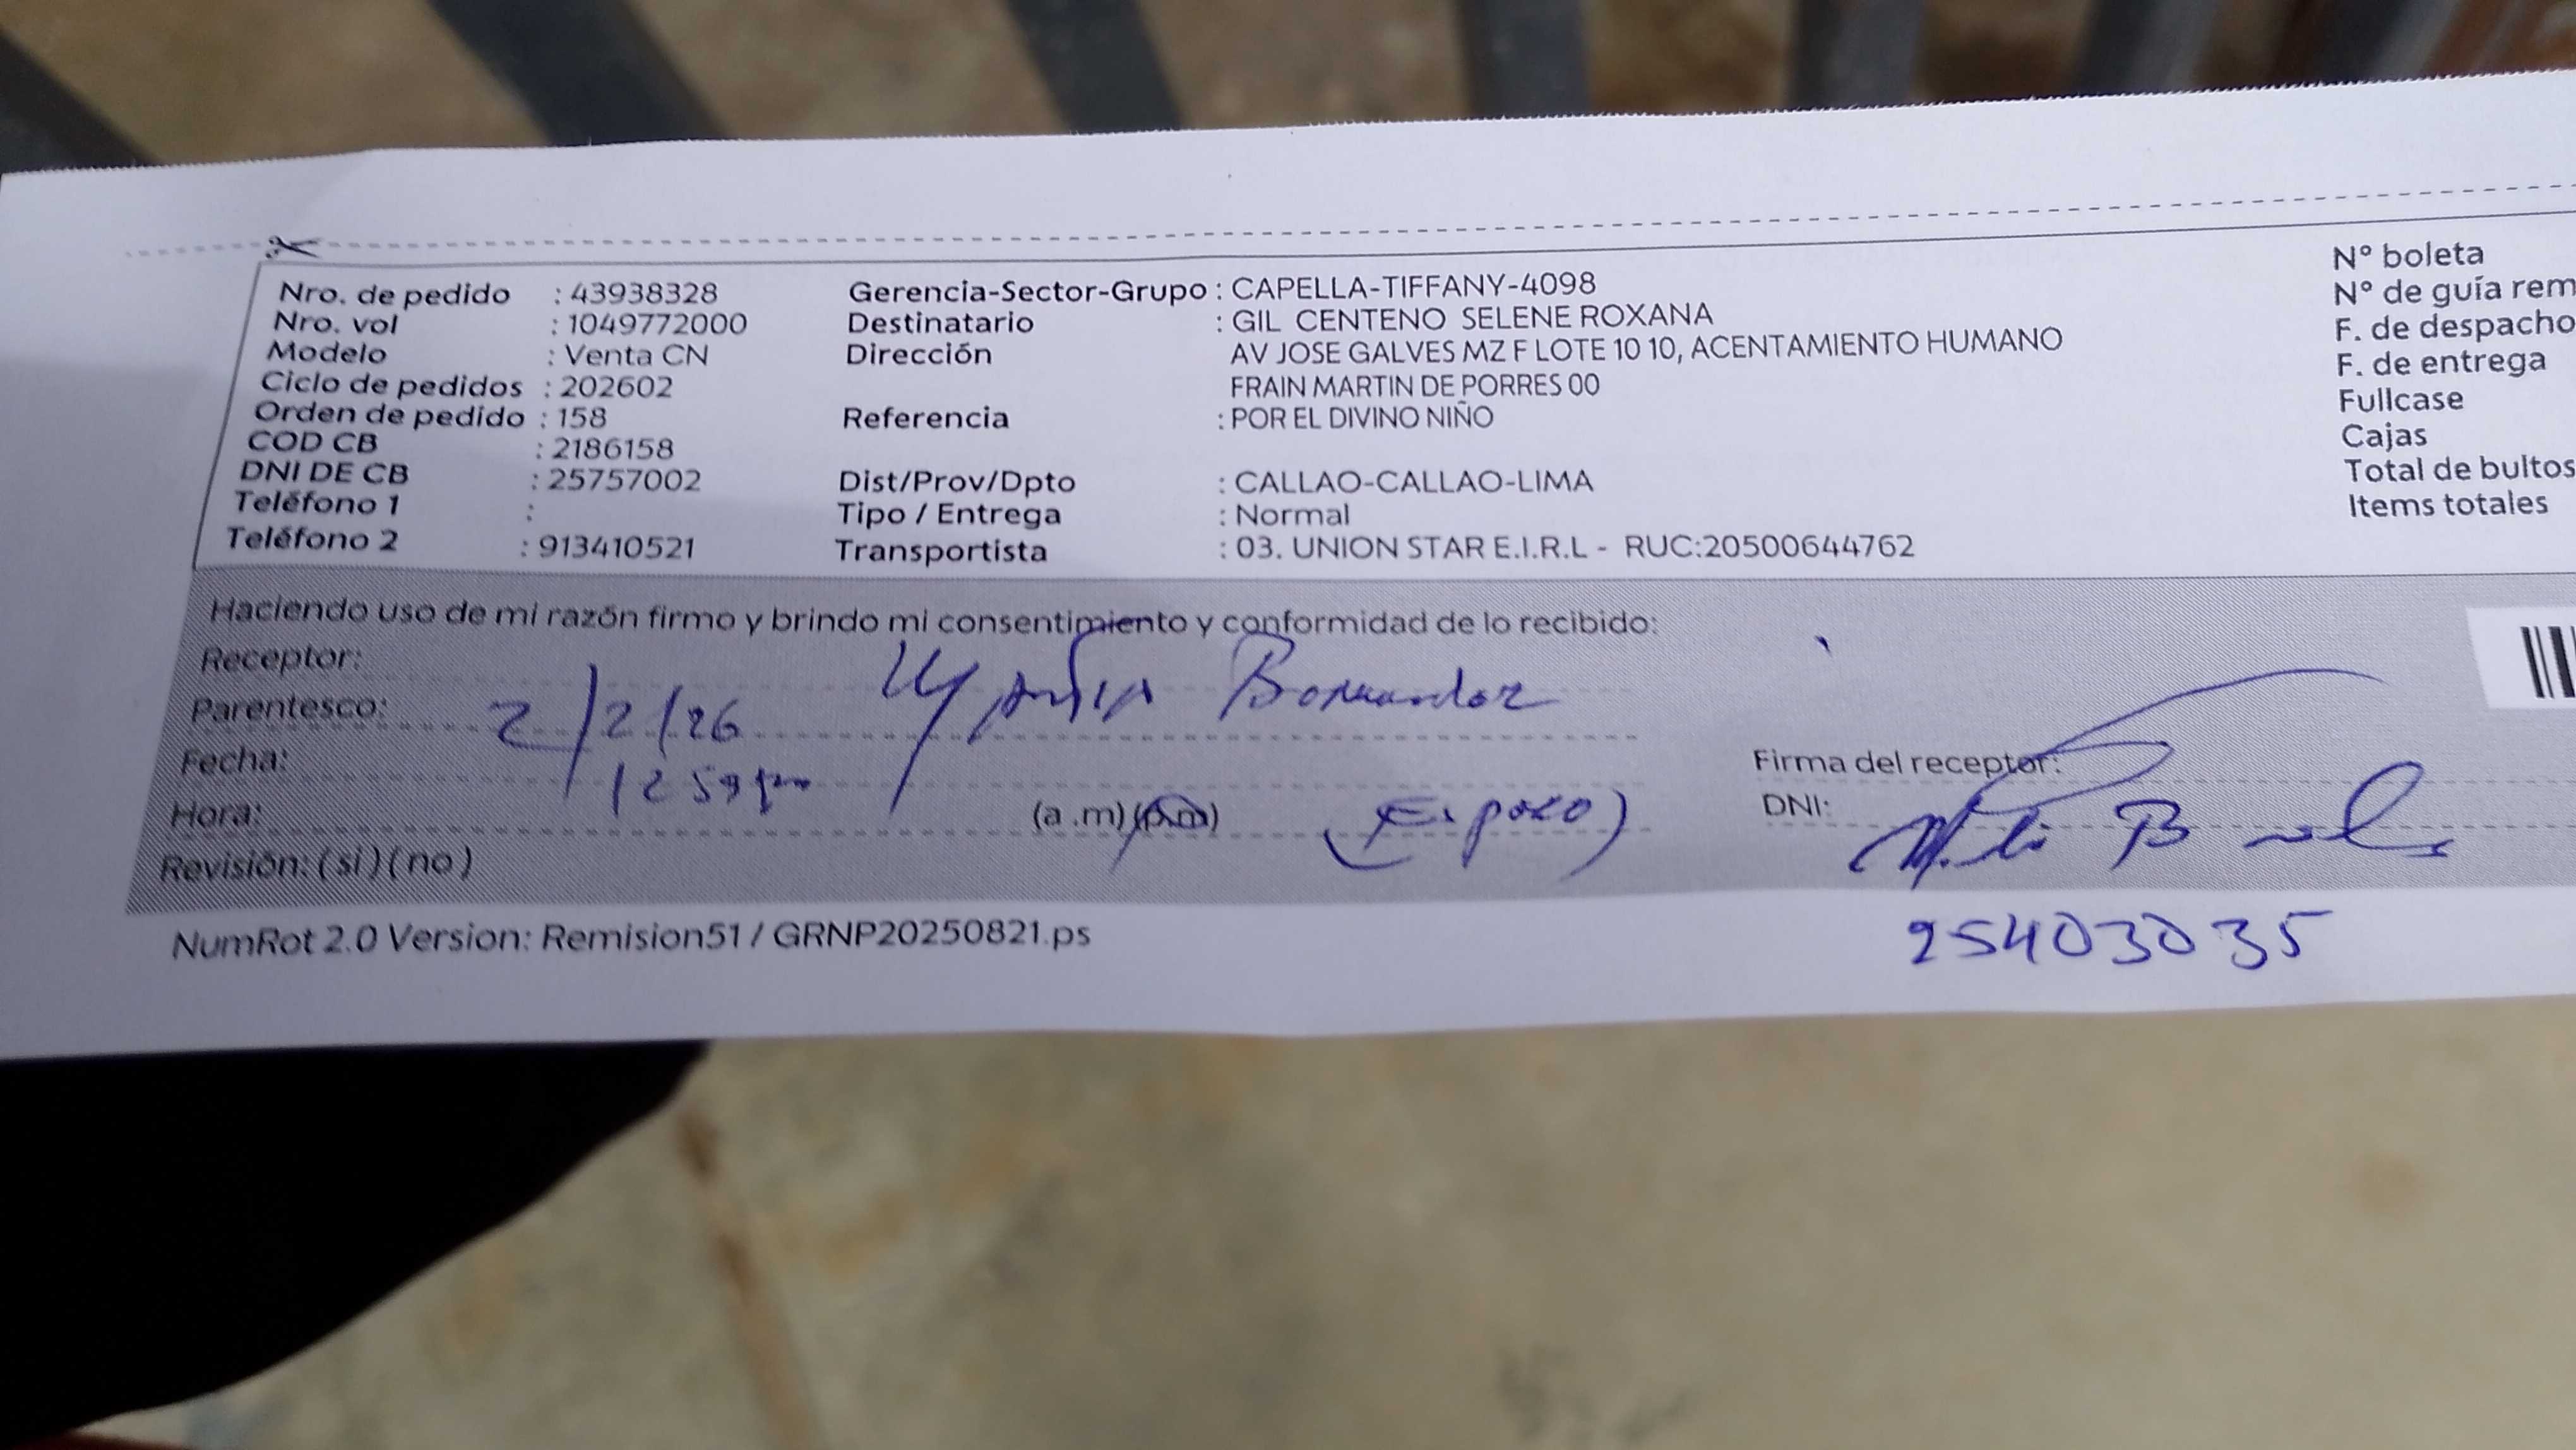 Nro. de pedido : 43938328
Nro. vol : 1049772000
Modelo : Venta CN
Ciclo de pedidos : 202602
Orden de pedido : 158
COD CB : 2186158
DNI DE CB : 25757002
Teléfono 1 :
Teléfono 2 : 913410521
Gerencia-Sector-Grupo : CAPELLA-TIFFANY-4098
Destinatario : GIL CENTENO SELENE ROXANA
Dirección AV JOSE GALVES MZ F LOTE 10 10, ACENTAMIENTO HUMANO
FRAIN MARTIN DE PORRES 00
Referencia : POR EL DIVINO NIÑO
Dist/Prov/Dpto : CALLAO-CALLAO-LIMA
Tipo / Entrega : Normal
Transportista : 03. UNION STAR E.I.R.L - RUC:20500644762
N° boleta
N° de guía rem
F. de despacho
F. de entrega
Fullcase
Cajas
Total de bultos
Items totales
Haciendo uso de mi razón firmo y brindo mi consentimiento y conformidad de lo recibido:
Receptor:
Parentesco: 2/2/26
Fecha: 12 59 pm
Hora: (a .m) (p.m) (Esposo)
Revisión: ( si ) ( no )
Firma del receptor:
DNI:
25403035
NumRot 2.0 Version: Remision51 / GRNP20250821.ps